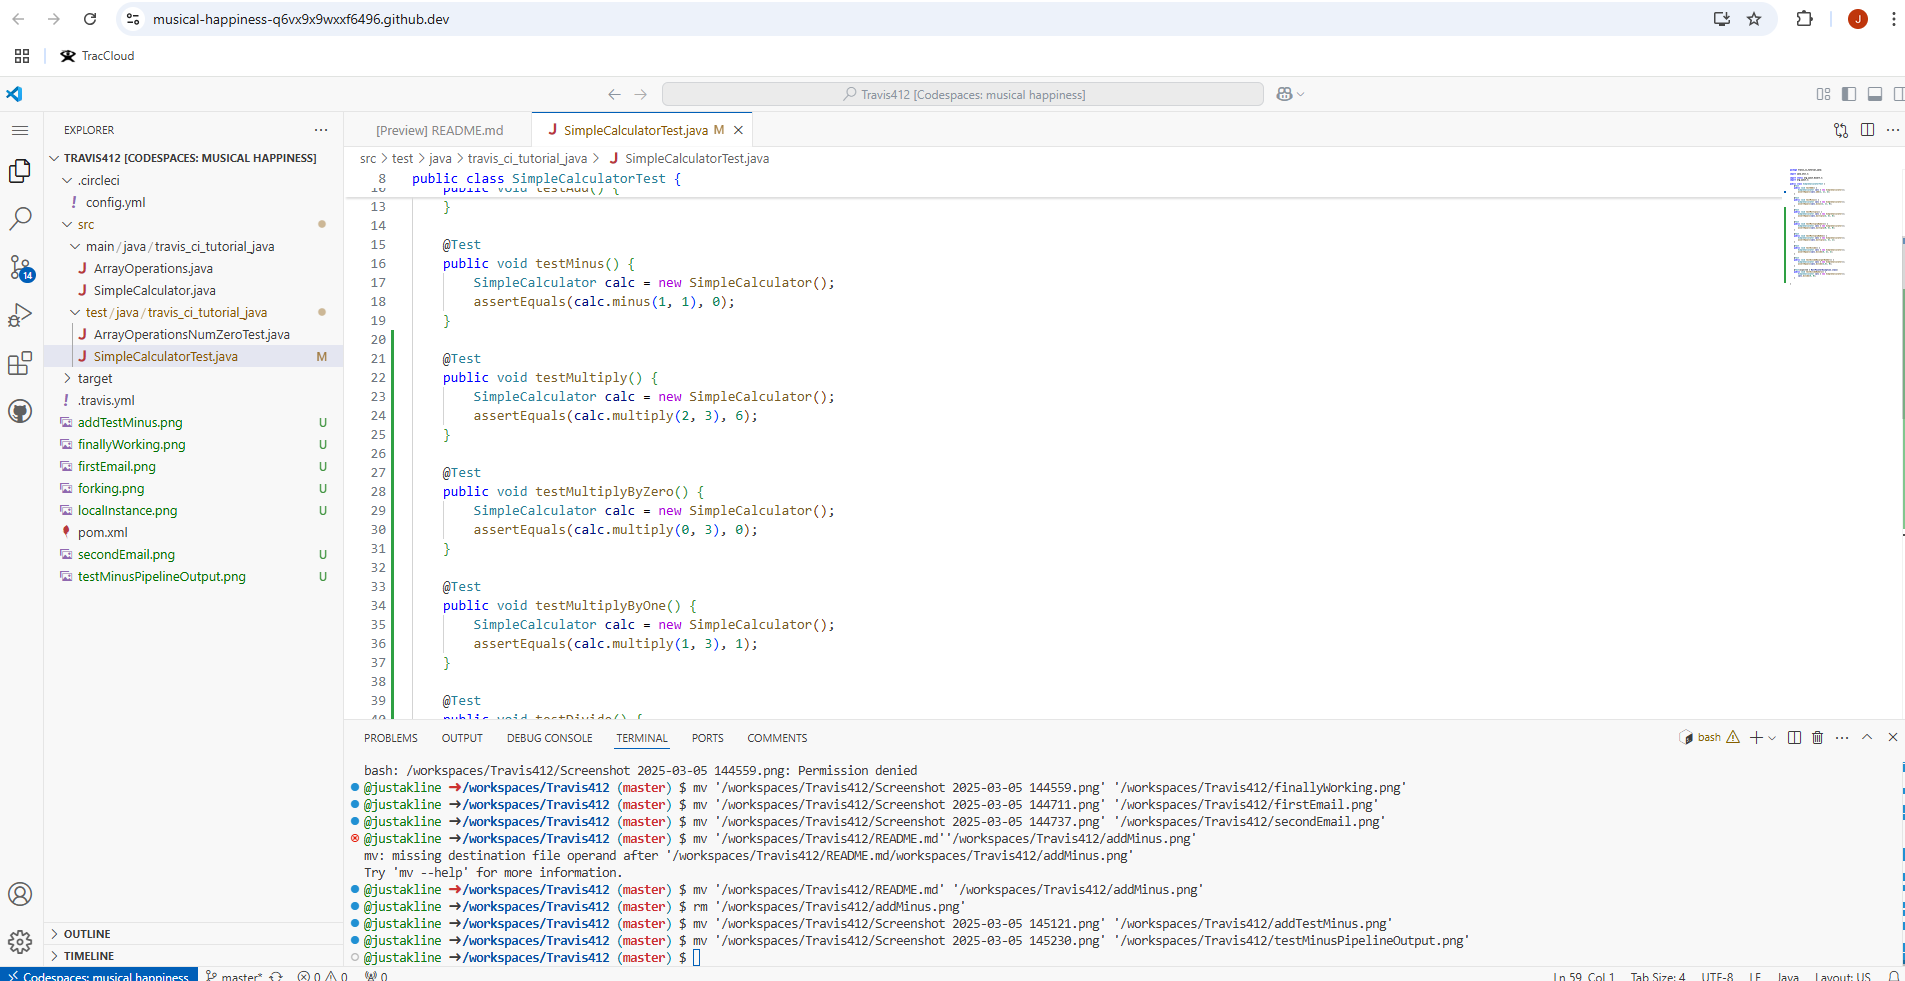 musical-happiness-q6vx9x9wxxf6496.github.dev
J
TracCloud
Travis412 [Codespaces: musical happiness]
EXPLORER
TRAVIS412 [CODESPACES: MUSICAL HAPPINESS]
.circleci
! config.yml
src
main/java/travis_ci_tutorial_java
J ArrayOperations.java
J SimpleCalculator.java
test/java/travis_ci_tutorial_java
J ArrayOperationsNumZeroTest.java
J SimpleCalculatorTest.java M
target
! .travis.yml
addTestMinus.png U
finallyWorking.png U
firstEmail.png U
forking.png U
localInstance.png U
pom.xml
secondEmail.png U
testMinusPipelineOutput.png U
14
OUTLINE
TIMELINE
[Preview] README.md
J SimpleCalculatorTest.java M
src > test > java > travis_ci_tutorial_java > J SimpleCalculatorTest.java
8 public class SimpleCalculatorTest {
10 public void testAdd() {
13 }
14
15 @Test
16 public void testMinus() {
17 SimpleCalculator calc = new SimpleCalculator();
18 assertEquals(calc.minus(1, 1), 0);
19 }
20
21 @Test
22 public void testMultiply() {
23 SimpleCalculator calc = new SimpleCalculator();
24 assertEquals(calc.multiply(2, 3), 6);
25 }
26
27 @Test
28 public void testMultiplyByZero() {
29 SimpleCalculator calc = new SimpleCalculator();
30 assertEquals(calc.multiply(0, 3), 0);
31 }
32
33 @Test
34 public void testMultiplyByOne() {
35 SimpleCalculator calc = new SimpleCalculator();
36 assertEquals(calc.multiply(1, 3), 1);
37 }
38
39 @Test
40 public void testDivide() {
PROBLEMS OUTPUT DEBUG CONSOLE TERMINAL PORTS COMMENTS
bash
bash: /workspaces/Travis412/Screenshot 2025-03-05 144559.png: Permission denied
@justakline ➜/workspaces/Travis412 (master) $ mv '/workspaces/Travis412/Screenshot 2025-03-05 144559.png' '/workspaces/Travis412/finallyWorking.png'
@justakline ➜/workspaces/Travis412 (master) $ mv '/workspaces/Travis412/Screenshot 2025-03-05 144711.png' '/workspaces/Travis412/firstEmail.png'
@justakline ➜/workspaces/Travis412 (master) $ mv '/workspaces/Travis412/Screenshot 2025-03-05 144737.png' '/workspaces/Travis412/secondEmail.png'
@justakline ➜/workspaces/Travis412 (master) $ mv '/workspaces/Travis412/README.md''/workspaces/Travis412/addMinus.png'
mv: missing destination file operand after '/workspaces/Travis412/README.md/workspaces/Travis412/addMinus.png'
Try 'mv --help' for more information.
@justakline ➜/workspaces/Travis412 (master) $ mv '/workspaces/Travis412/README.md' '/workspaces/Travis412/addMinus.png'
@justakline ➜/workspaces/Travis412 (master) $ rm '/workspaces/Travis412/addMinus.png'
@justakline ➜/workspaces/Travis412 (master) $ mv '/workspaces/Travis412/Screenshot 2025-03-05 145121.png' '/workspaces/Travis412/addTestMinus.png'
@justakline ➜/workspaces/Travis412 (master) $ mv '/workspaces/Travis412/Screenshot 2025-03-05 145230.png' '/workspaces/Travis412/testMinusPipelineOutput.png'
@justakline ➜/workspaces/Travis412 (master) $
Codespaces: musical happiness master* 0 0 0 Ln 59, Col 1 Tab Size: 4 UTF-8 LF Java Layout: US